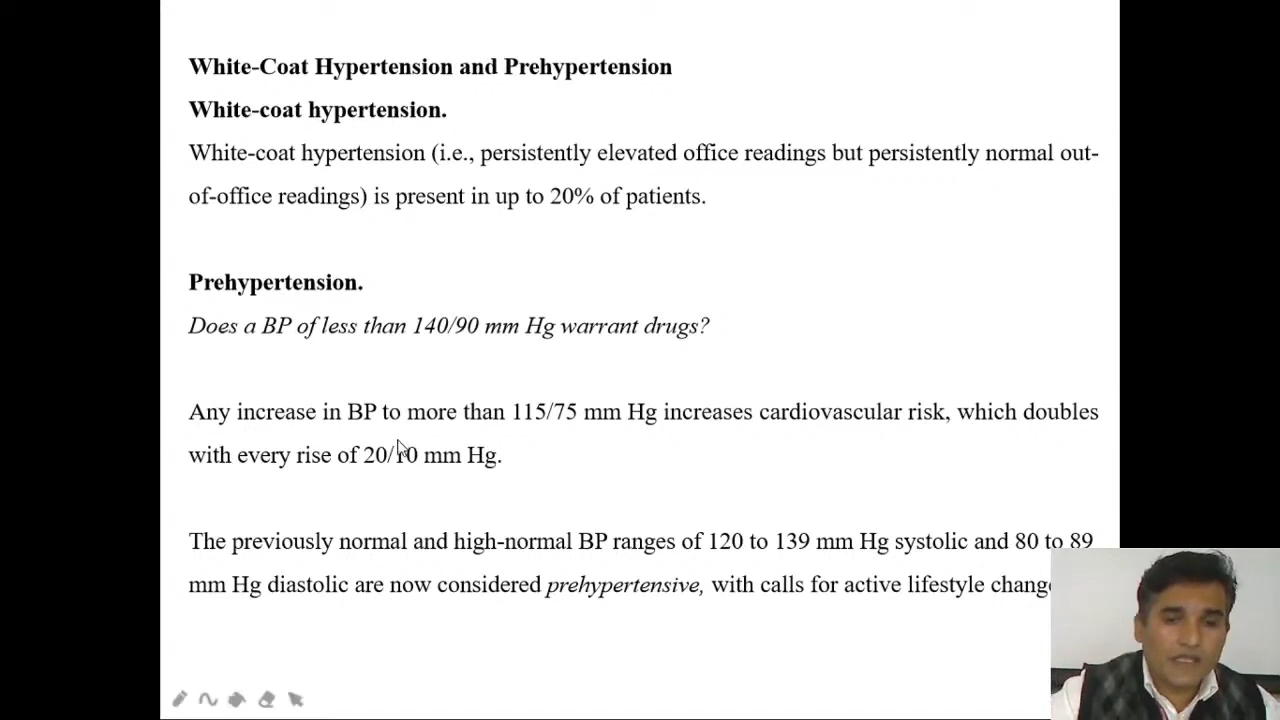 White-Coat Hypertension and Prehypertension
White-coat hypertension.
White-coat hypertension (i.e., persistently elevated office readings but persistently normal out-
of-office readings) is present in up to 20% of patients.
Prehypertension.
Does a BP of less than 140/90 mm Hg warrant drugs?
Any increase in BP to more than 115/75 mm Hg increases cardiovascular risk, which doubles
with every rise of 20/10 mm Hg.
The previously normal and high-normal BP ranges of 120 to 139 mm Hg systolic and 80 to 89
mm Hg diastolic are now considered prehypertensive, with calls for active lifestyle